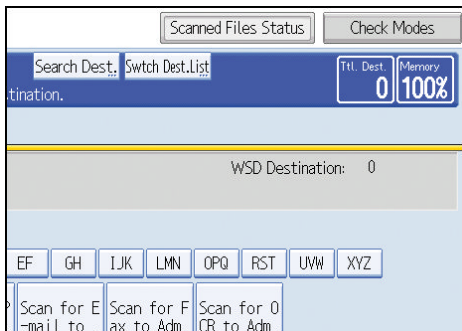 Scanned Files Status Check Modes
Search Dest. Swtch Dest.List Ttl. Dest. Memory
tination. 0 100%
WSD Destination: 0
EF GH IJK LMN OPQ RST UVW XYZ
Scan for E Scan for F Scan for O
-mail to ax to Adm CR to Adm